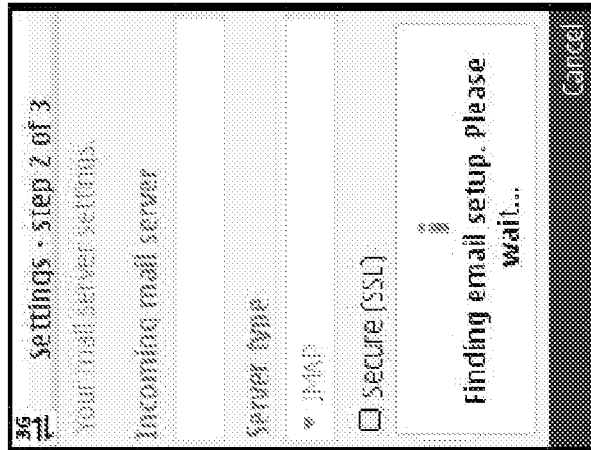 3G
Settings - step 2 of 3
Your mail server settings.
Incoming mail server
Server type
IMAP
Secure (SSL)
Finding email setup. Please
wait...
Cancel